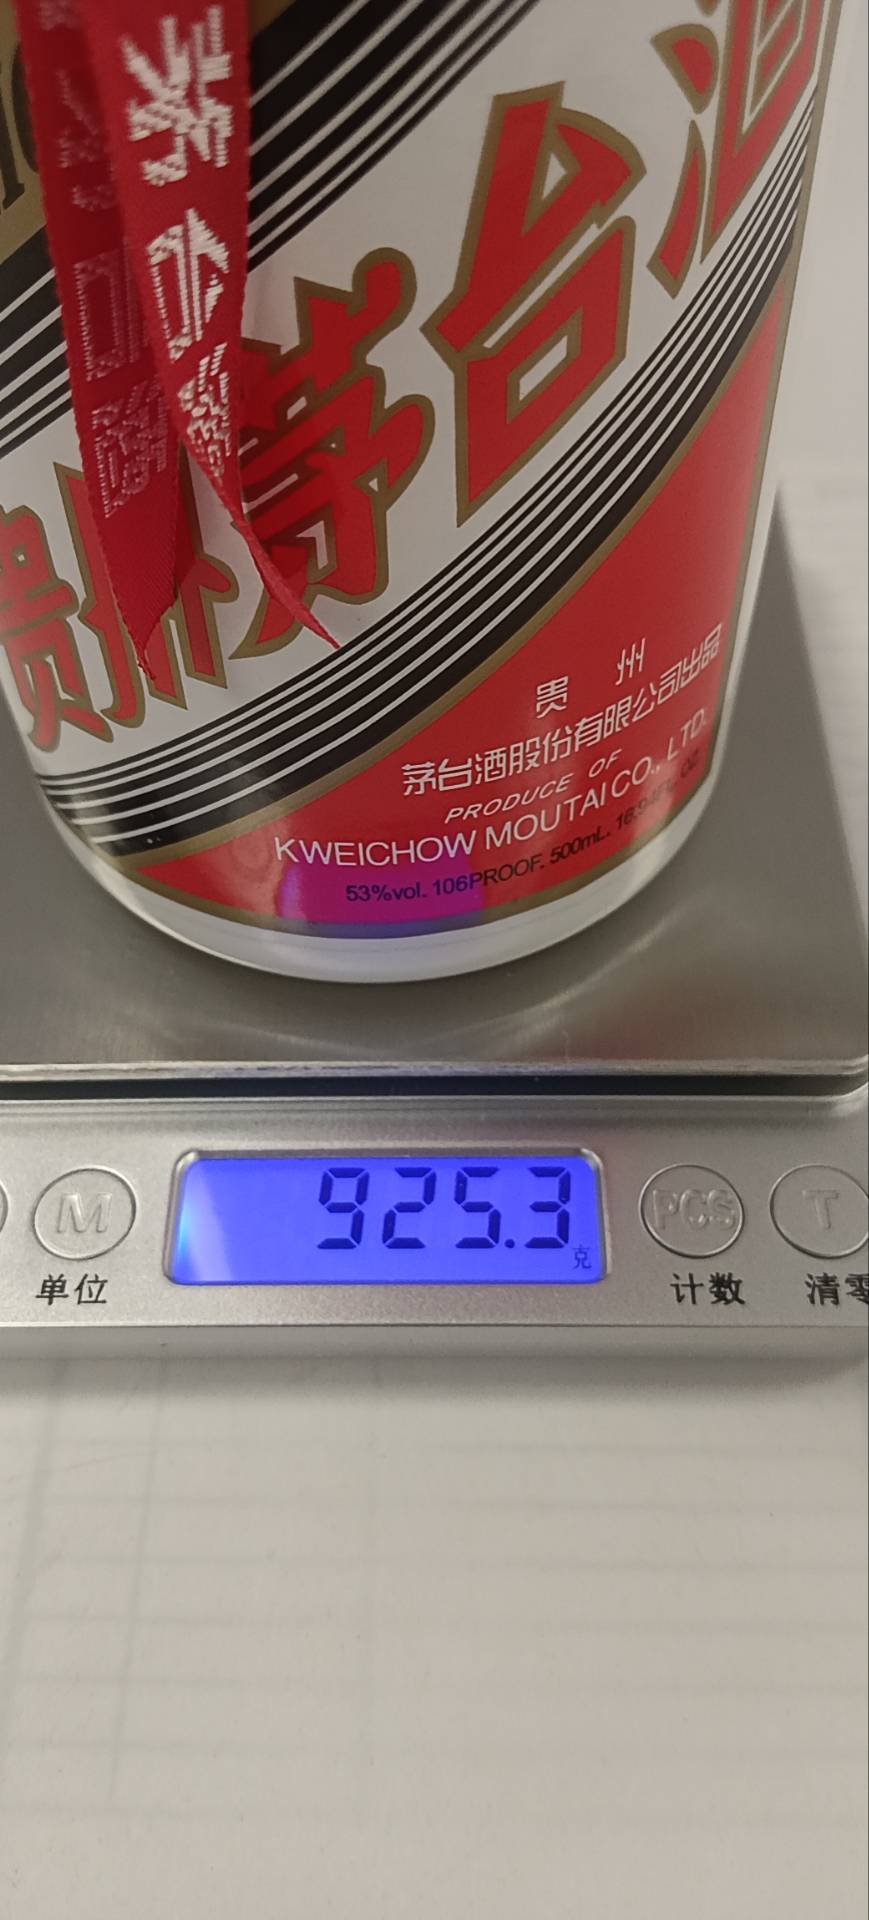 茅台酒
贵州茅台酒
贵 州
茅台酒股份有限公司出品
PRODUCE OF
KWEICHOW MOUTAI CO., LTD.
53%vol. 106PROOF. 500mL.
925.3
克
M
PCS
T
单位
计数
清零